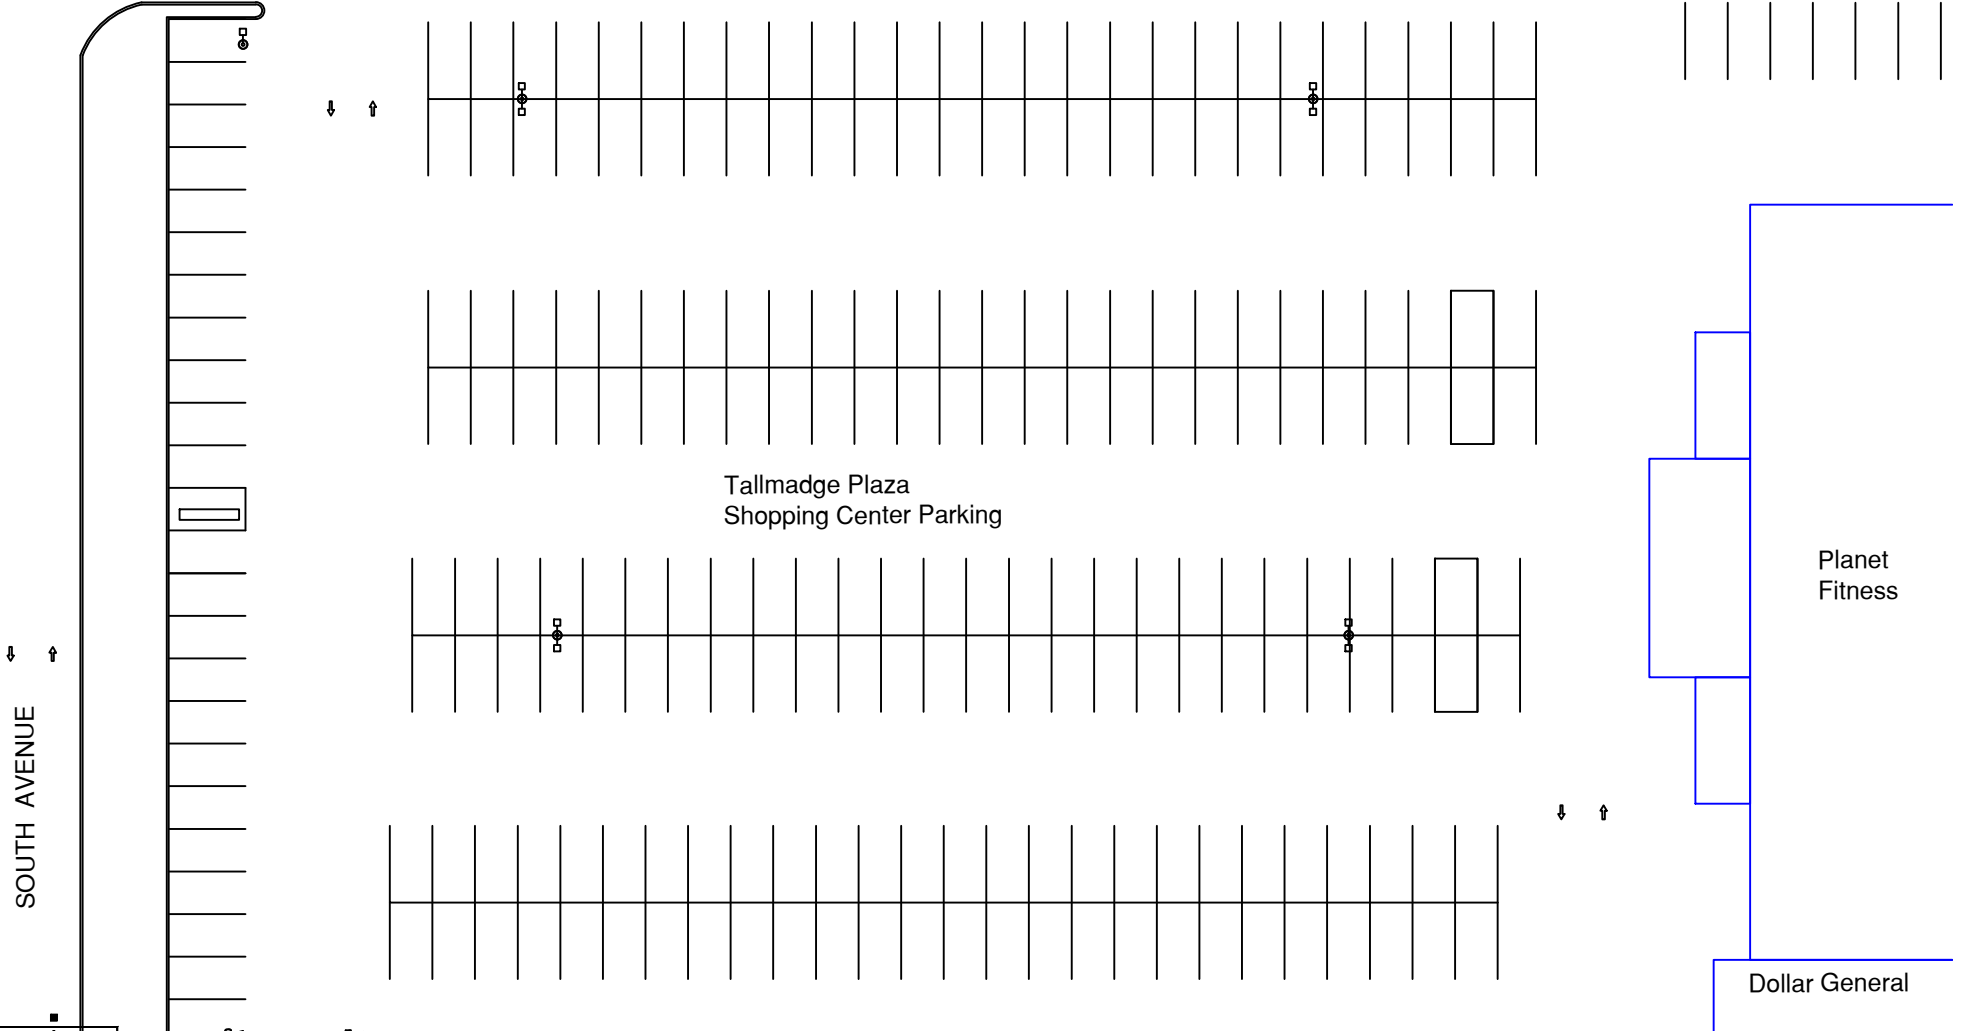 Tallmadge Plaza
Shopping Center Parking
Planet
Fitness
SOUTH AVENUE
Dollar General